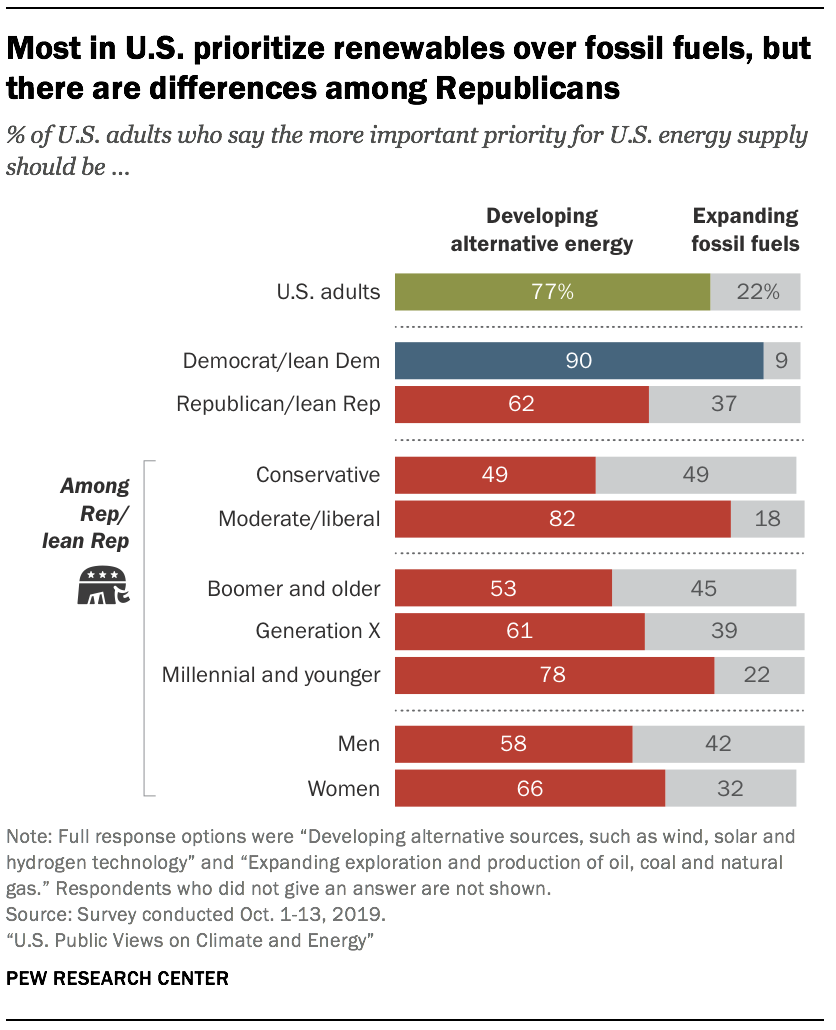 Most in U.S. prioritize renewables over fossil fuels, but
there are differences among Republicans
% of U.S. adults who say the more important priority for U.S. energy supply
should be ...
Developing
alternative energy
Expanding
fossil fuels
U.S. adults 77% 22%
Democrat/lean Dem 90 9
Republican/lean Rep 62 37
Among
Rep/
lean Rep
Conservative 49 49
Moderate/liberal 82 18
Boomer and older 53 45
Generation X 61 39
Millennial and younger 78 22
Men 58 42
Women 66 32
Note: Full response options were “Developing alternative sources, such as wind, solar and
hydrogen technology” and “Expanding exploration and production of oil, coal and natural
gas.” Respondents who did not give an answer are not shown.
Source: Survey conducted Oct. 1-13, 2019.
“U.S. Public Views on Climate and Energy”
PEW RESEARCH CENTER